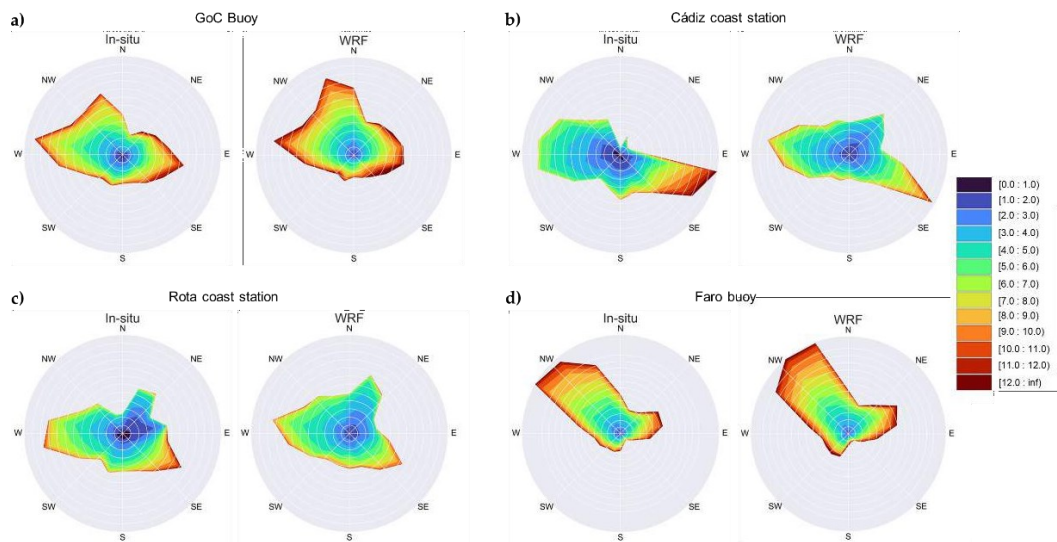 a) GoC Buoy
In-situ
N
NW
NE
W
E
SW
SE
S
WRF
N
NW
NE
W
E
SW
SE
S
b) Cádiz coast station
In-situ
N
NW
NE
W
E
SW
SE
S
WRF
N
NW
NE
W
E
SW
SE
S
[0.0 : 1.0)
[1.0 : 2.0)
[2.0 : 3.0)
[3.0 : 4.0)
[4.0 : 5.0)
[5.0 : 6.0)
[6.0 : 7.0)
[7.0 : 8.0)
[8.0 : 9.0)
[9.0 : 10.0)
[10.0 : 11.0)
[11.0 : 12.0)
[12.0 : inf)
c) Rota coast station
In-situ
N
NW
NE
W
E
SW
SE
S
N
WRF
NW
NE
W
E
SW
SE
S
d) Faro buoy
In-situ
N
NW
NE
W
E
SW
SE
S
WRF
N
NW
NE
W
E
SW
SE
S